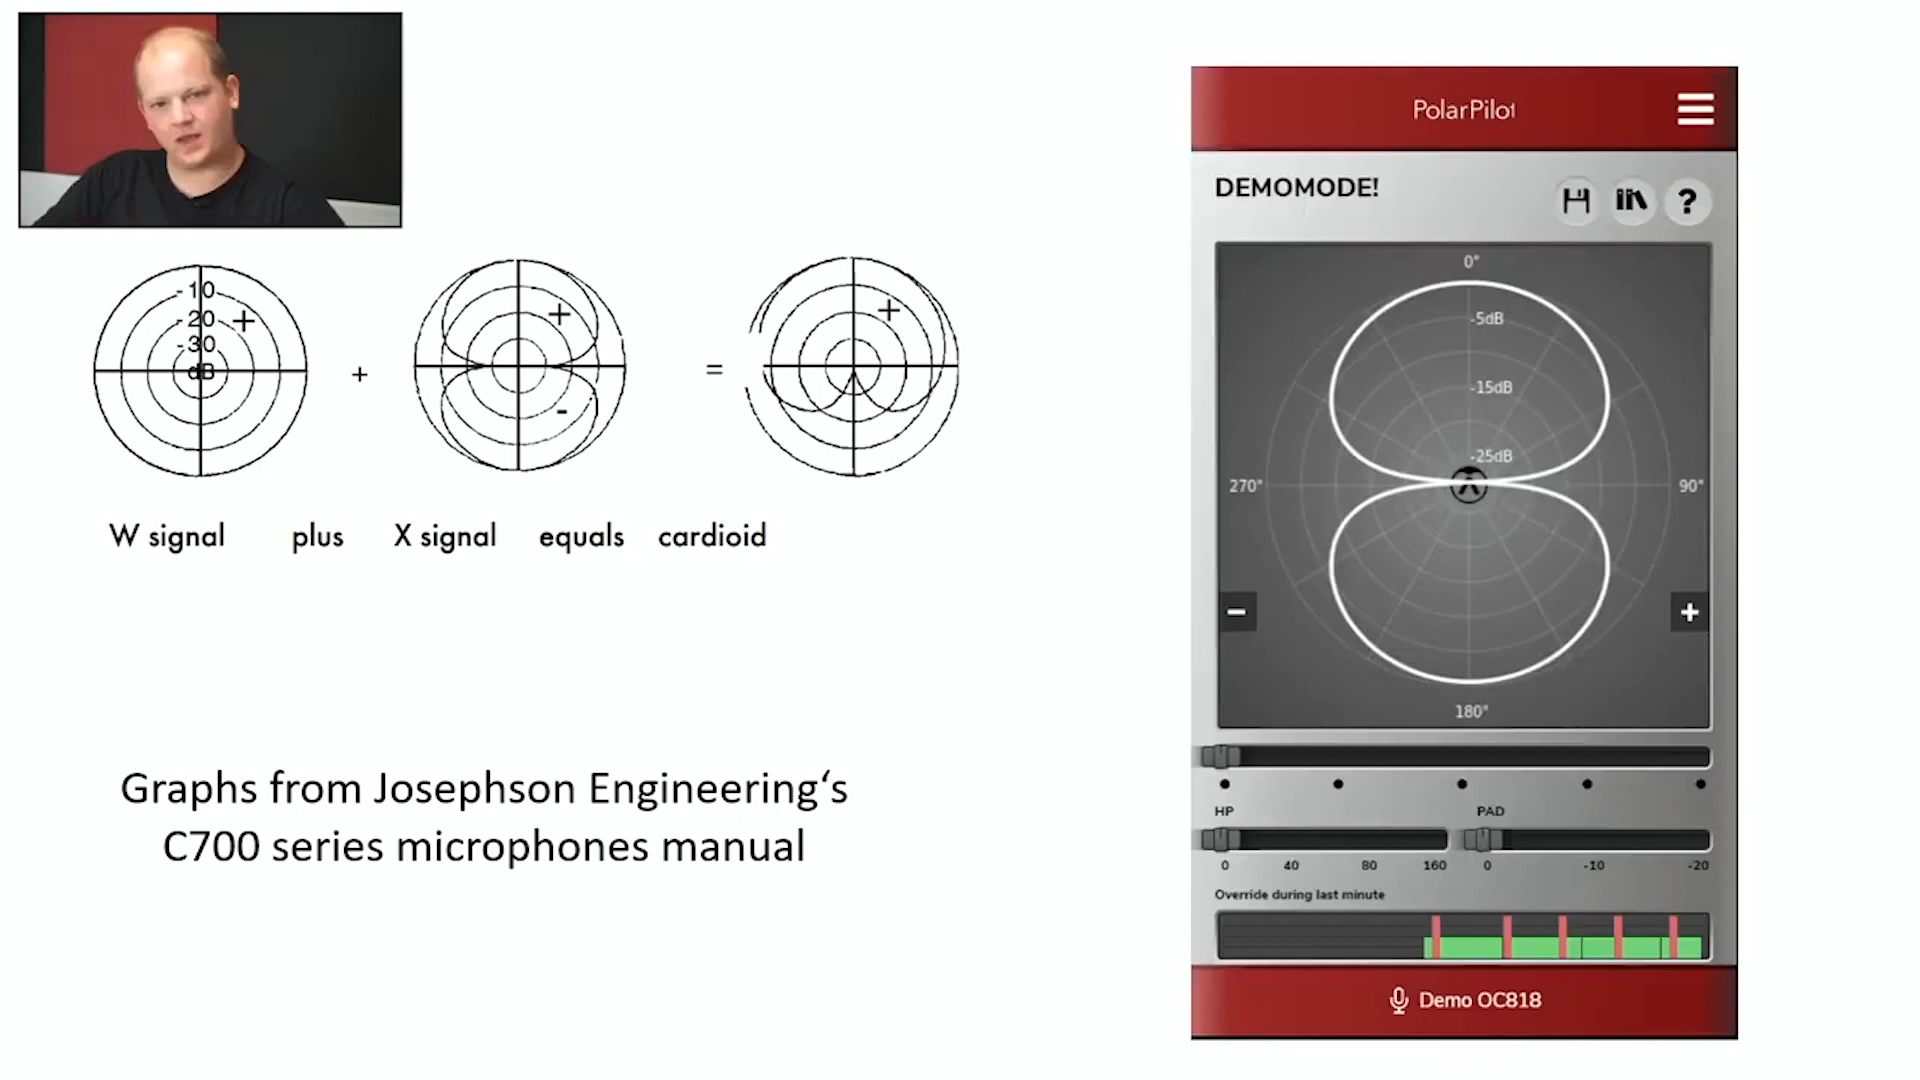 -10
-20
-30
dB
+
+
+
-
=
+
W signal plus X signal equals cardioid
Graphs from Josephson Engineering‘s
C700 series microphones manual
PolarPilot
DEMOMODE!
?
0°
-5dB
-15dB
-25dB
270°
90°
180°
−
+
HP
PAD
0 40 80 160
0 -10 -20
Override during last minute
Demo OC818